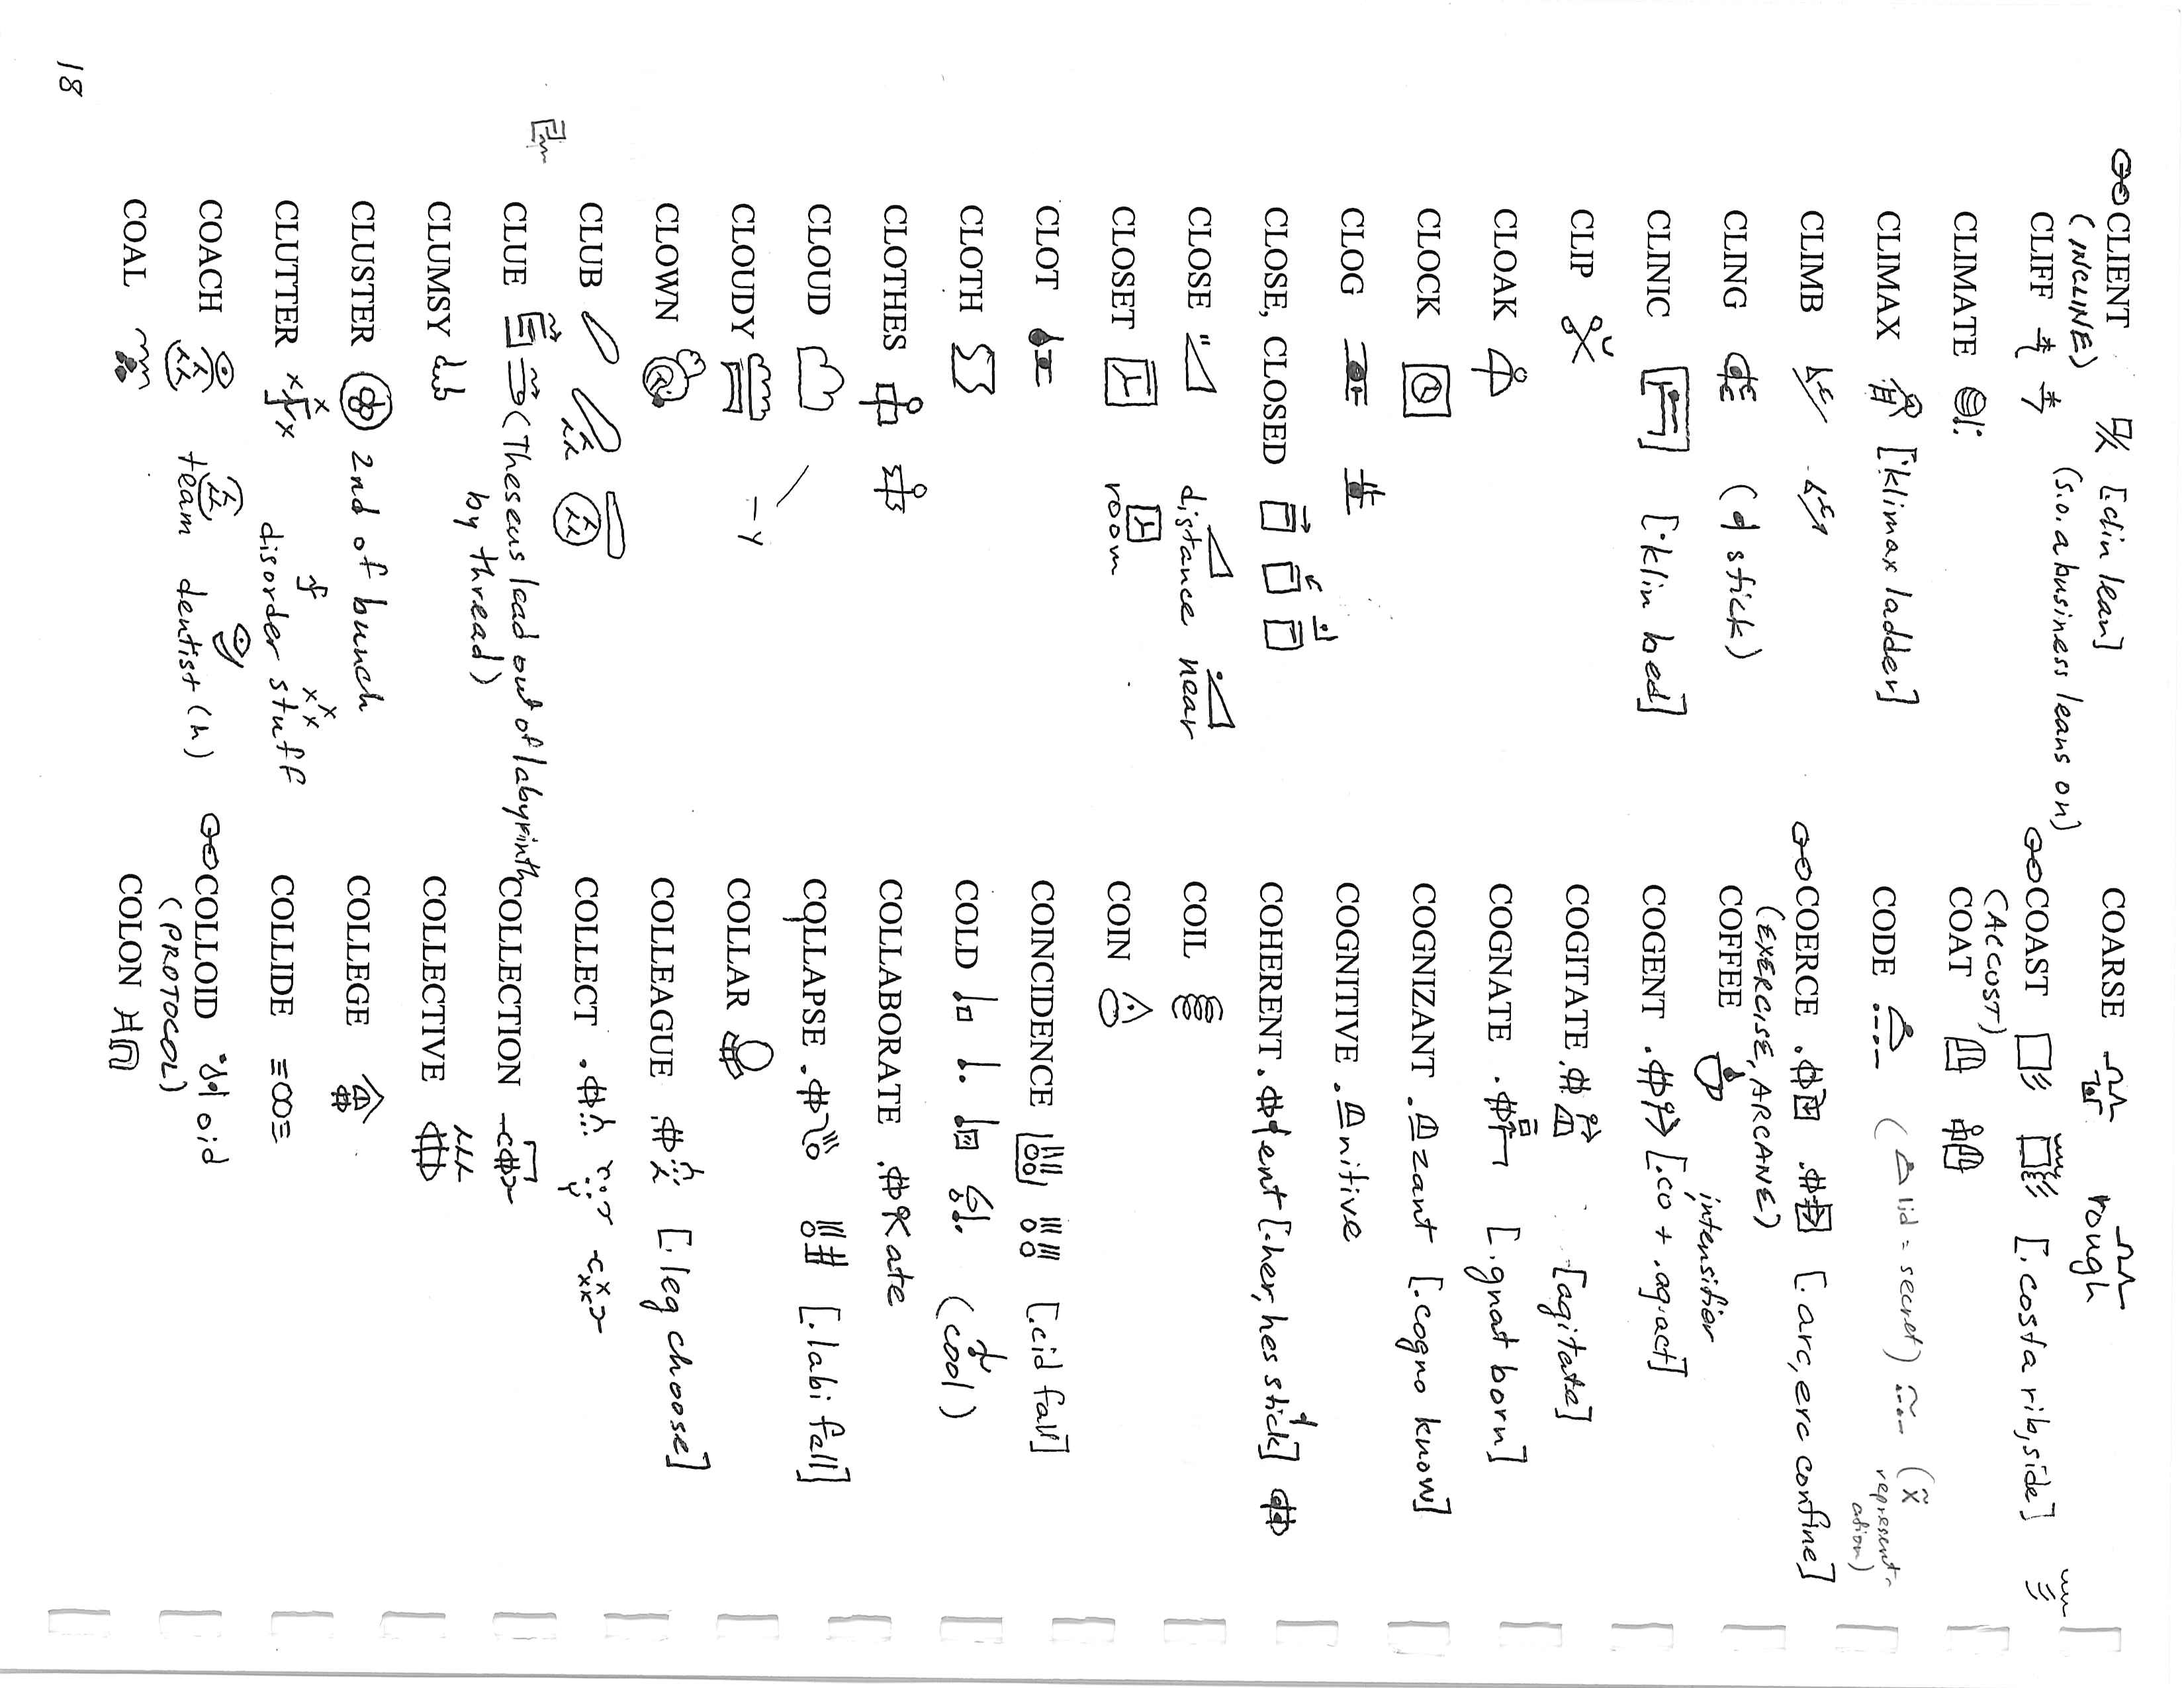 CLIENT [.clin lean]
(INCLINE) (s.o. a business leans on)
CLIFF
CLIMATE
CLIMAX [·klimax ladder]
CLIMB
CLING (stick)
CLINIC [·klin bed]
CLIP
CLOAK
CLOCK
CLOG
CLOSE, CLOSED
CLOSE distance near
CLOSET room
CLOT
CLOTH
CLOTHES
CLOUD
CLOUDY -y
CLOWN
CLUB
CLUE (Theseus lead out of labyrinth
by thread)
CLUMSY
CLUSTER 2nd of bunch
CLUTTER disorder stuff
COACH team dentist (h)
COAL
COARSE rough
COAST [.costa rib, side]
(ACCOST)
COAT
CODE (lid = secret) (x̃ represent-
ation)
COERCE [.arc, erc confine]
(EXERCISE, ARCANE)
COFFEE intensifier
COGENT [.co + .ag, act]
COGITATE [agitate]
COGNATE [.gnat born]
COGNIZANT .zant [.cogno know]
COGNITIVE .nitive
COHERENT .ent [.her, hes stick]
COIL
COIN
COINCIDENCE [.cid fall]
COLD (cool)
COLLABORATE .ate
COLLAPSE [.labi fall]
COLLAR
COLLEAGUE [.leg choose]
COLLECT
COLLECTION
COLLECTIVE
COLLEGE
COLLIDE
COLLOID oid
(PROTOCOL)
COLON
18